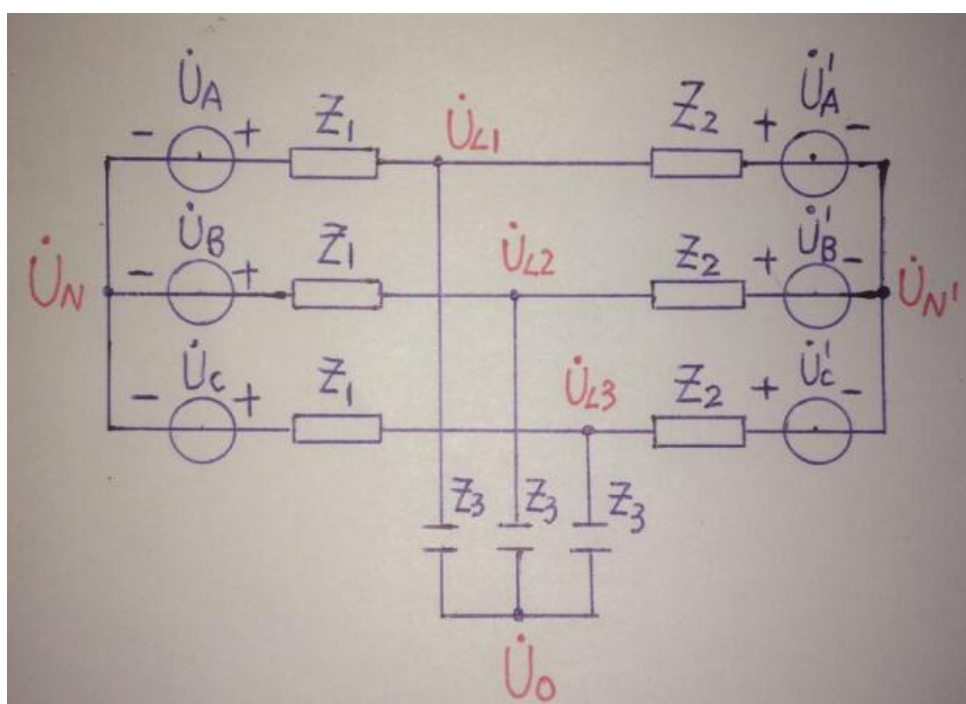 U̇A Z1 U̇L1 Z2 U̇'A
- + + -
U̇B Z1 U̇L2 Z2 U̇'B
U̇N - + + - U̇N'
U̇c Z1 U̇L3 Z2 U̇'c
- + + -
Z3 Z3 Z3
U̇0